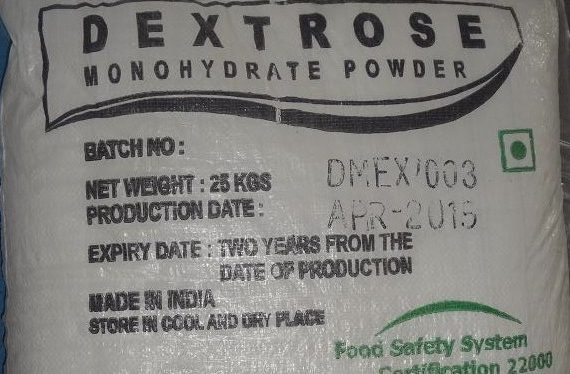 DEXTROSE
MONOHYDRATE POWDER
BATCH NO : DMEX/003
NET WEIGHT : 25 KGS
PRODUCTION DATE : APR-2015
EXPIRY DATE : TWO YEARS FROM THE
DATE OF PRODUCTION
MADE IN INDIA
STORE IN COOL AND DRY PLACE
Food Safety System
Certification 22000